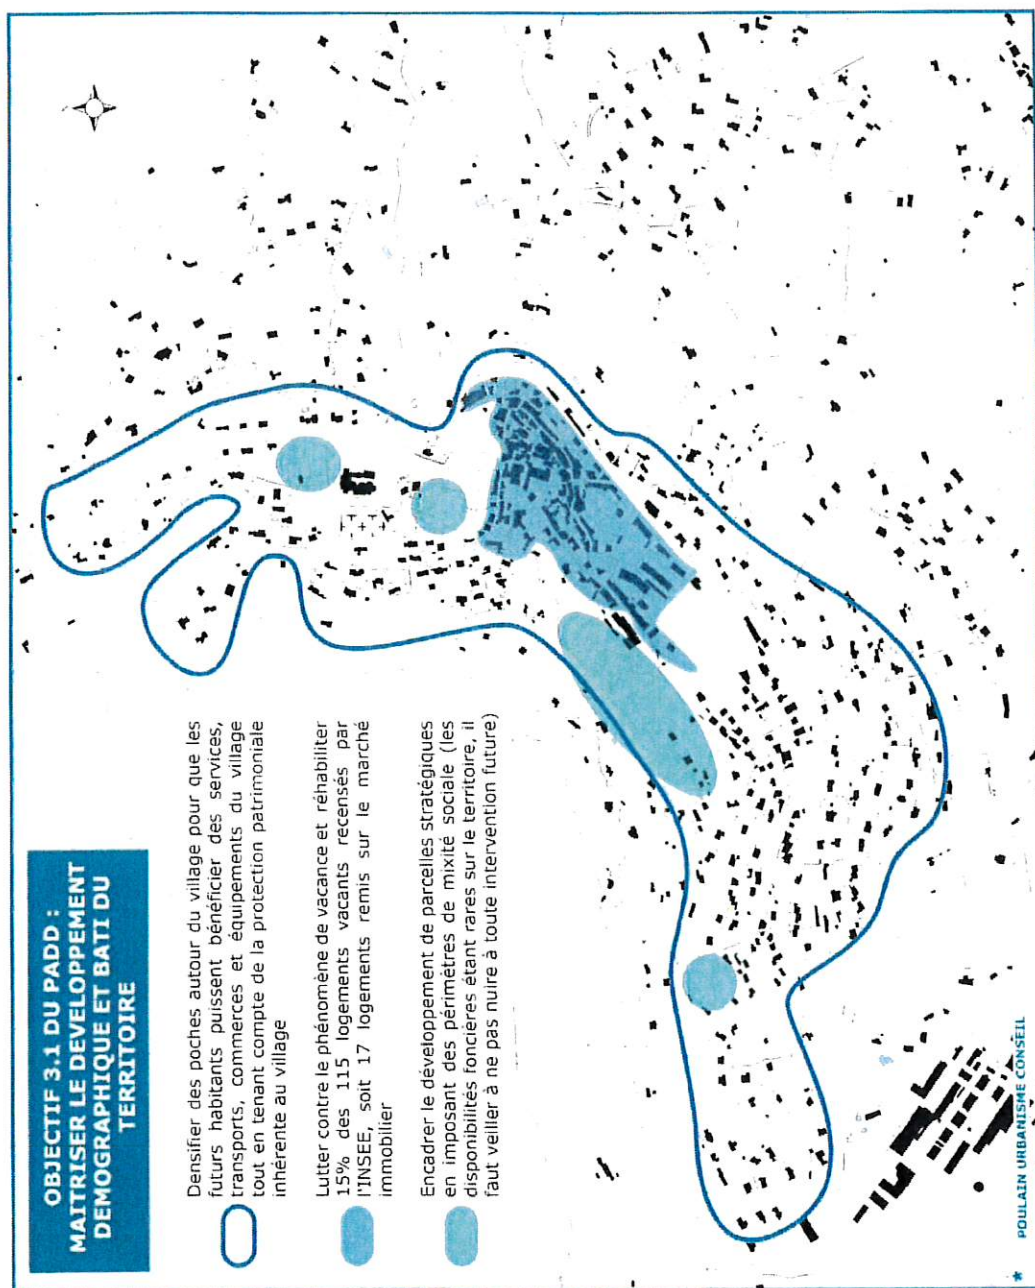 OBJECTIF 3.1 DU PADD :
MAITRISER LE DEVELOPPEMENT
DEMOGRAPHIQUE ET BATI DU
TERRITOIRE
Densifier des poches autour du village pour que les
futurs habitants puissent bénéficier des services,
transports, commerces et équipements du village
tout en tenant compte de la protection patrimoniale
inhérente au village
Lutter contre le phénomène de vacance et réhabiliter
15% des 115 logements vacants recensés par
l'INSEE, soit 17 logements remis sur le marché
immobilier
Encadrer le développement de parcelles stratégiques
en imposant des périmètres de mixité sociale (les
disponibilités foncières étant rares sur le territoire, il
faut veiller à ne pas nuire à toute intervention future)
POULAIN URBANISME CONSEIL